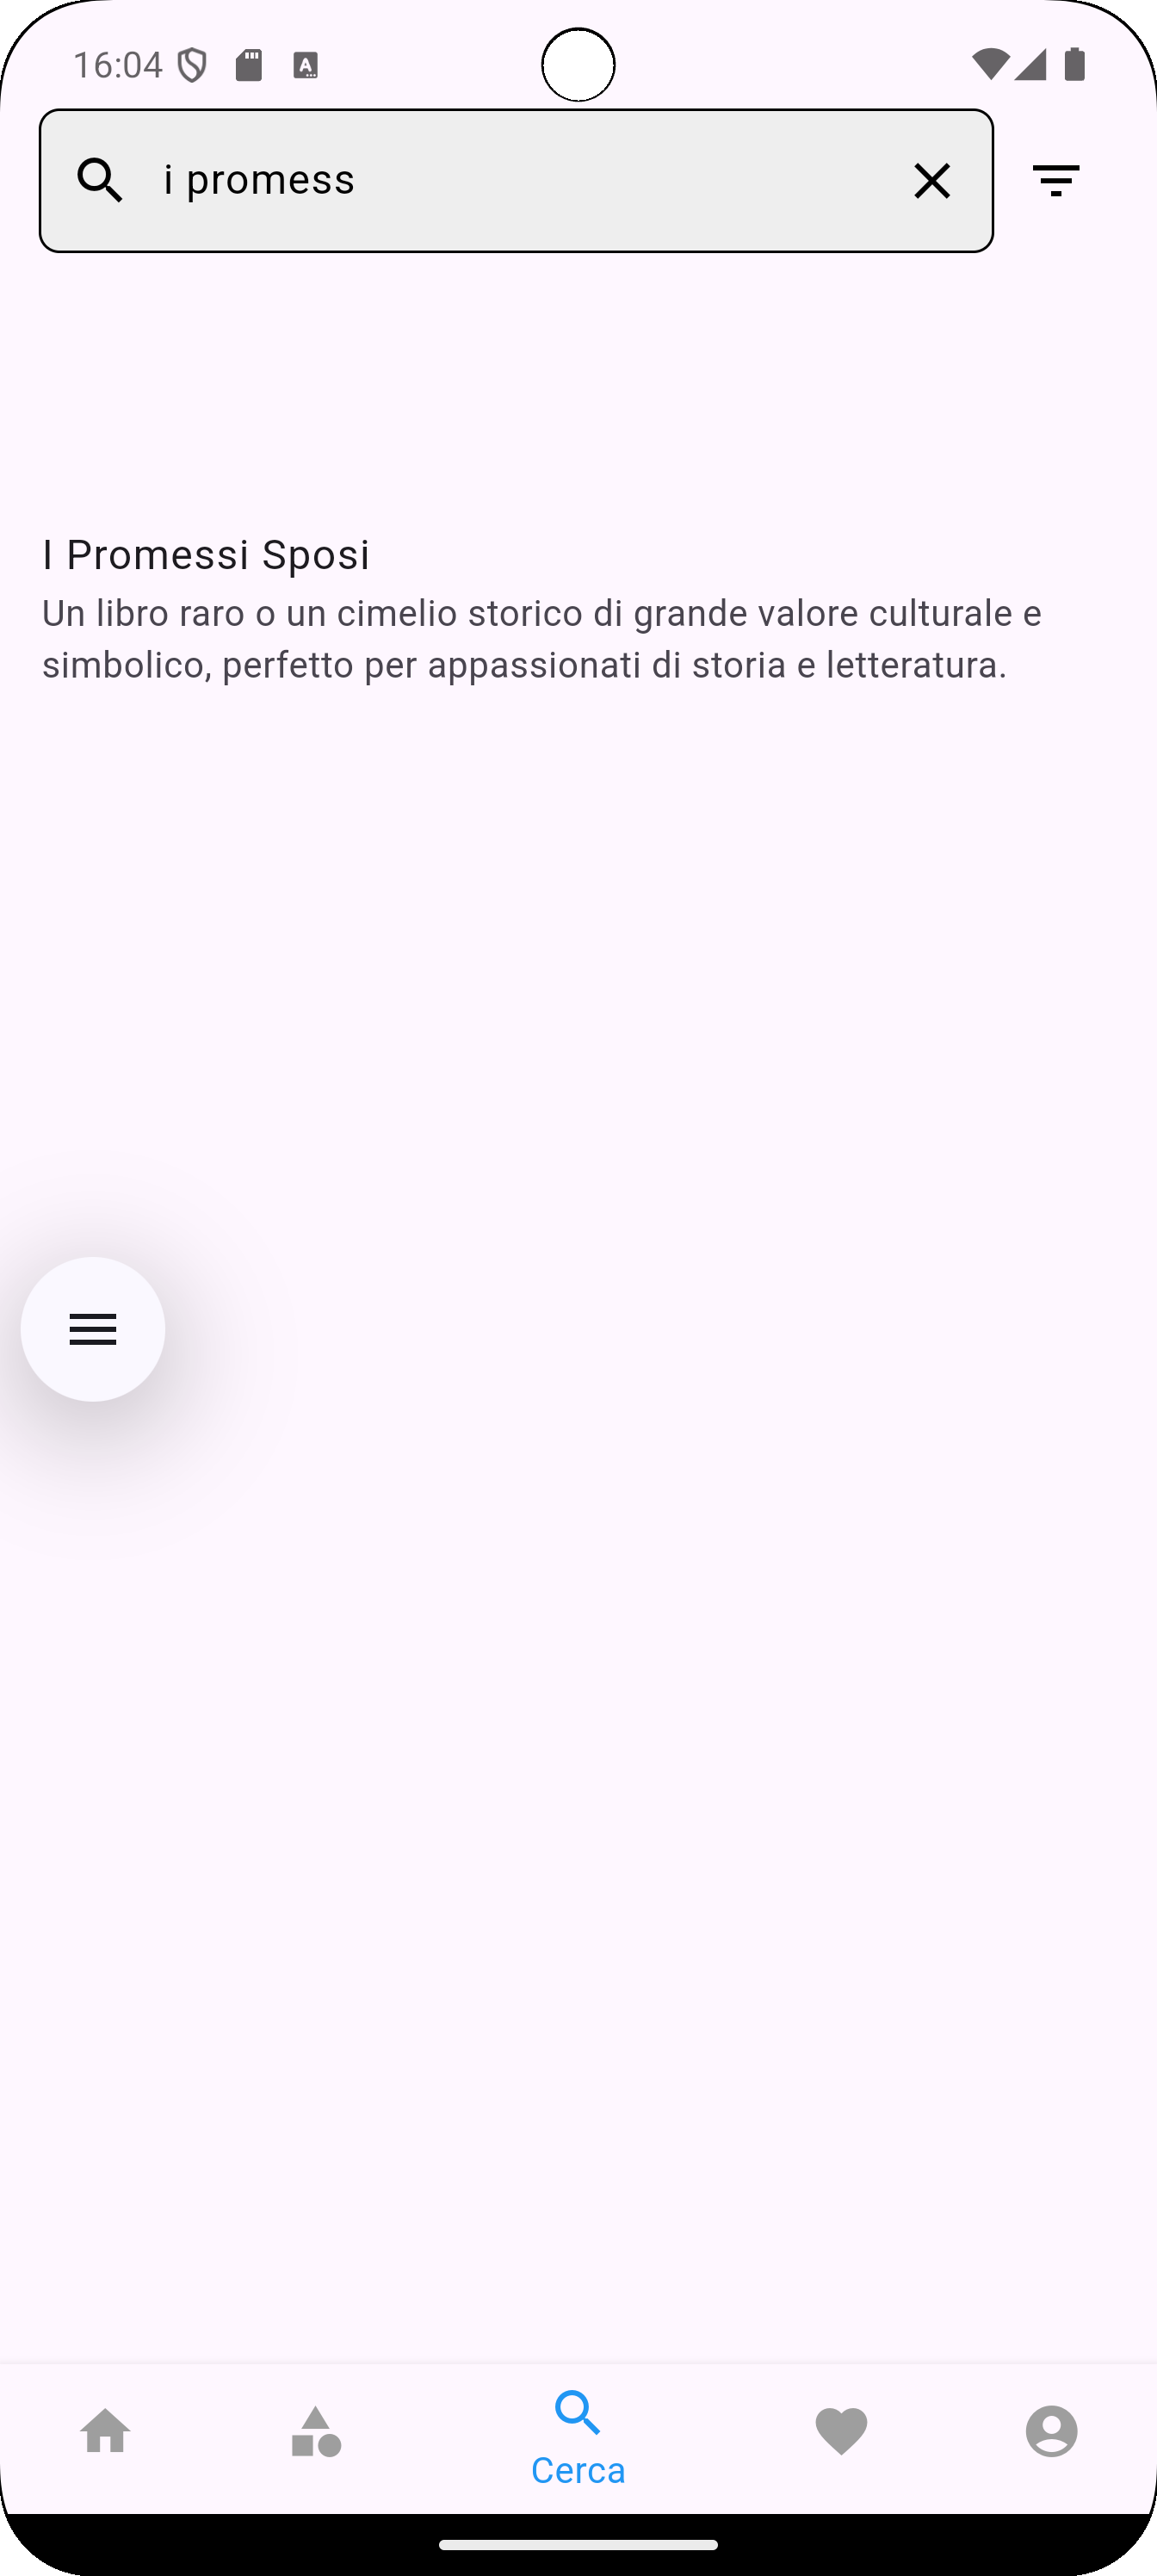 16:04
i promess
I Promessi Sposi
Un libro raro o un cimelio storico di grande valore culturale e
simbolico, perfetto per appassionati di storia e letteratura.
Cerca